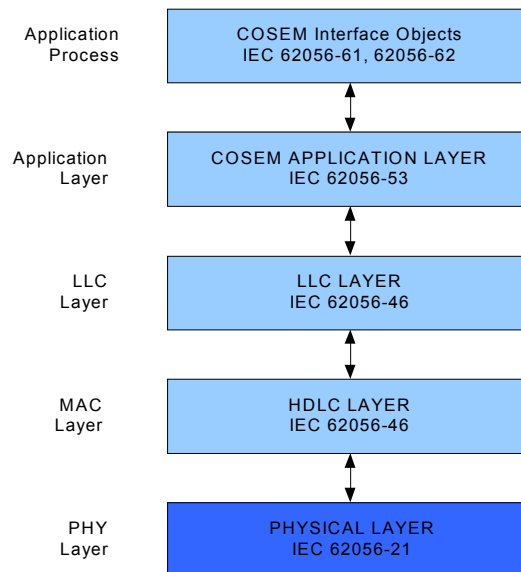 Application
Process
COSEM Interface Objects
IEC 62056-61, 62056-62
Application
Layer
COSEM APPLICATION LAYER
IEC 62056-53
LLC
Layer
LLC LAYER
IEC 62056-46
MAC
Layer
HDLC LAYER
IEC 62056-46
PHY
Layer
PHYSICAL LAYER
IEC 62056-21